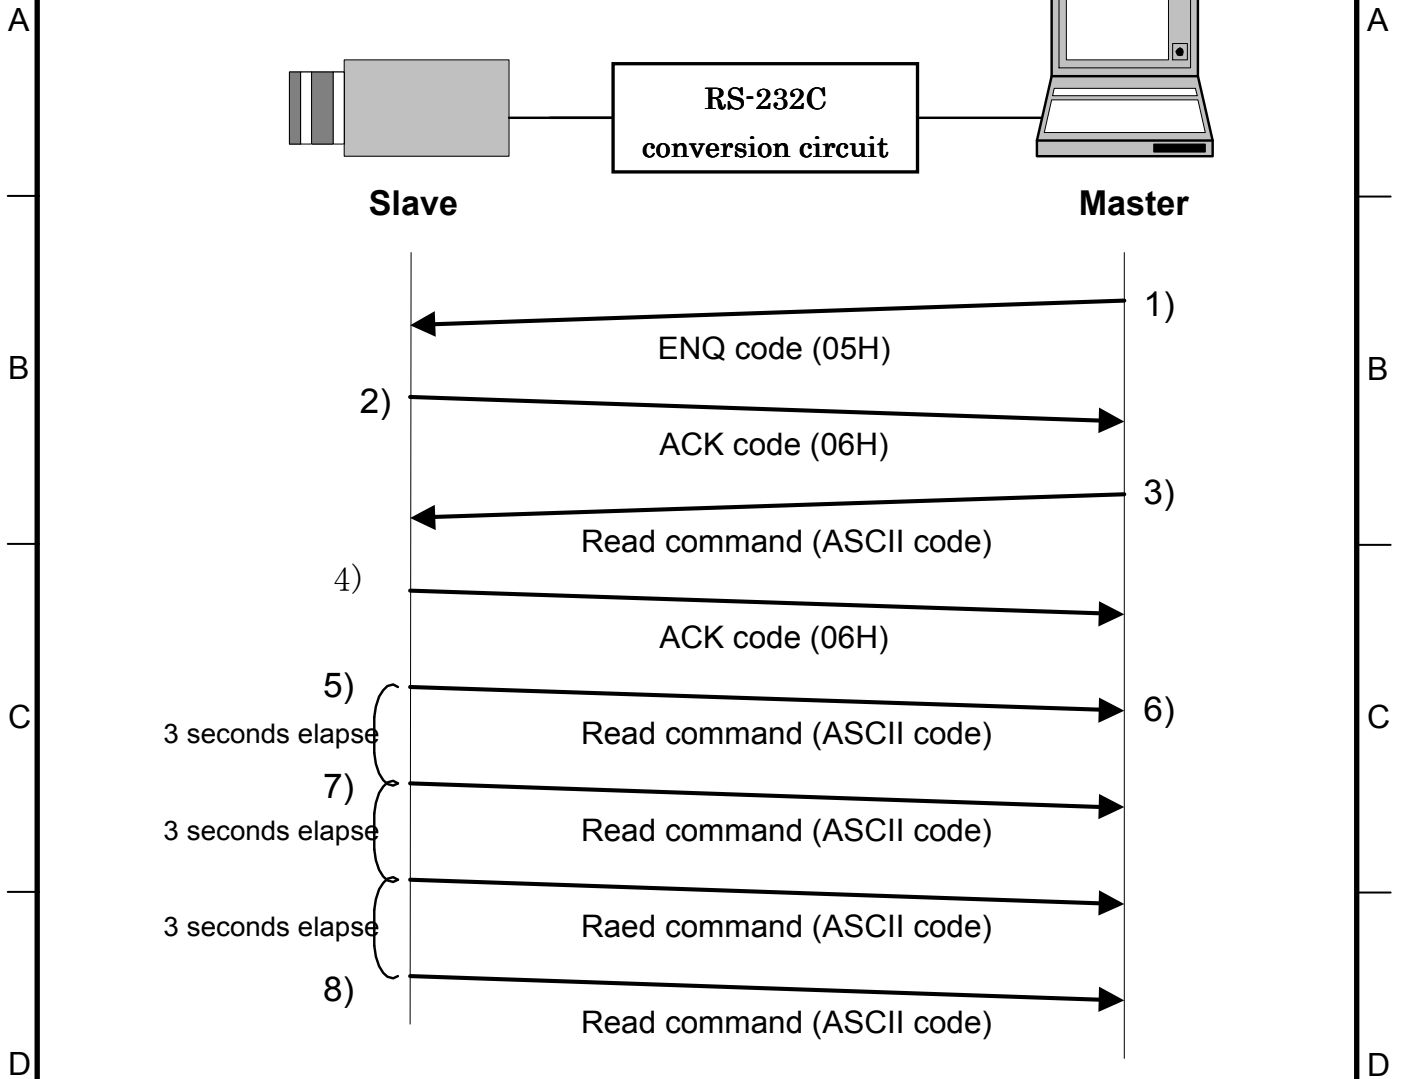 A
A
RS-232C
conversion circuit
Slave
Master
1)
ENQ code (05H)
B
B
2)
ACK code (06H)
3)
Read command (ASCII code)
4)
ACK code (06H)
5)
6)
C
C
3 seconds elapse
Read command (ASCII code)
7)
3 seconds elapse
Read command (ASCII code)
3 seconds elapse
Raed command (ASCII code)
8)
Read command (ASCII code)
D
D